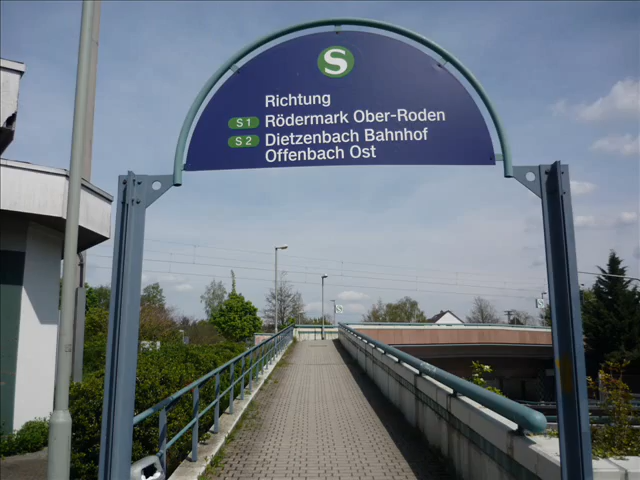 S
Richtung
S1 Rödermark Ober-Roden
S2 Dietzenbach Bahnhof
Offenbach Ost